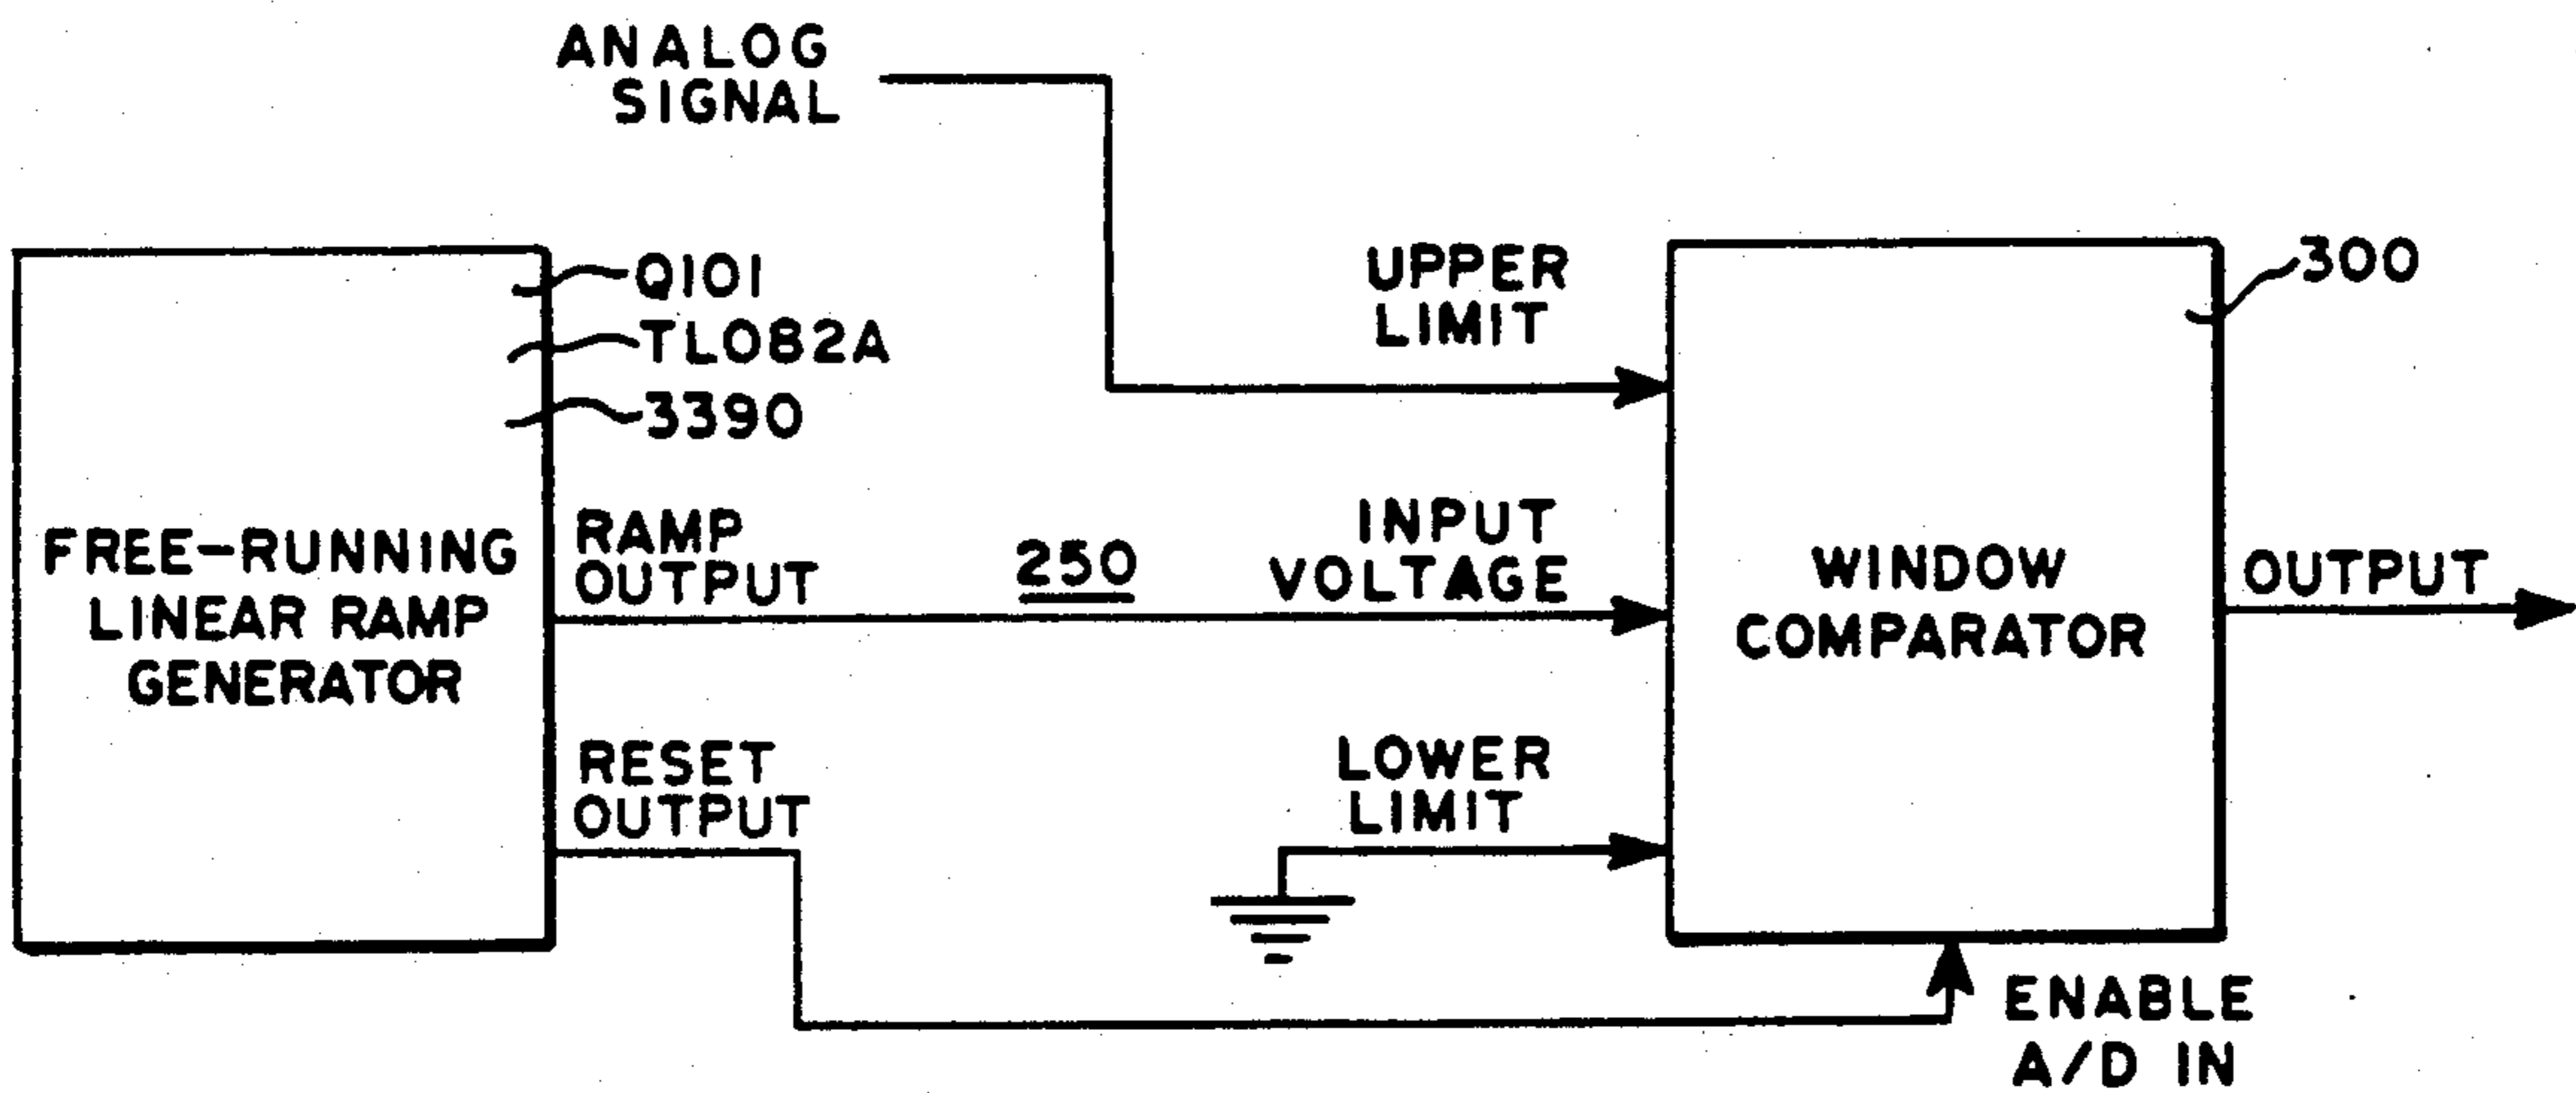 ANALOG
SIGNAL
Q101
TL082A
3390
FREE-RUNNING
LINEAR RAMP
GENERATOR
RAMP
OUTPUT
RESET
OUTPUT
250
UPPER
LIMIT
INPUT
VOLTAGE
LOWER
LIMIT
300
WINDOW
COMPARATOR
OUTPUT
ENABLE
A/D IN